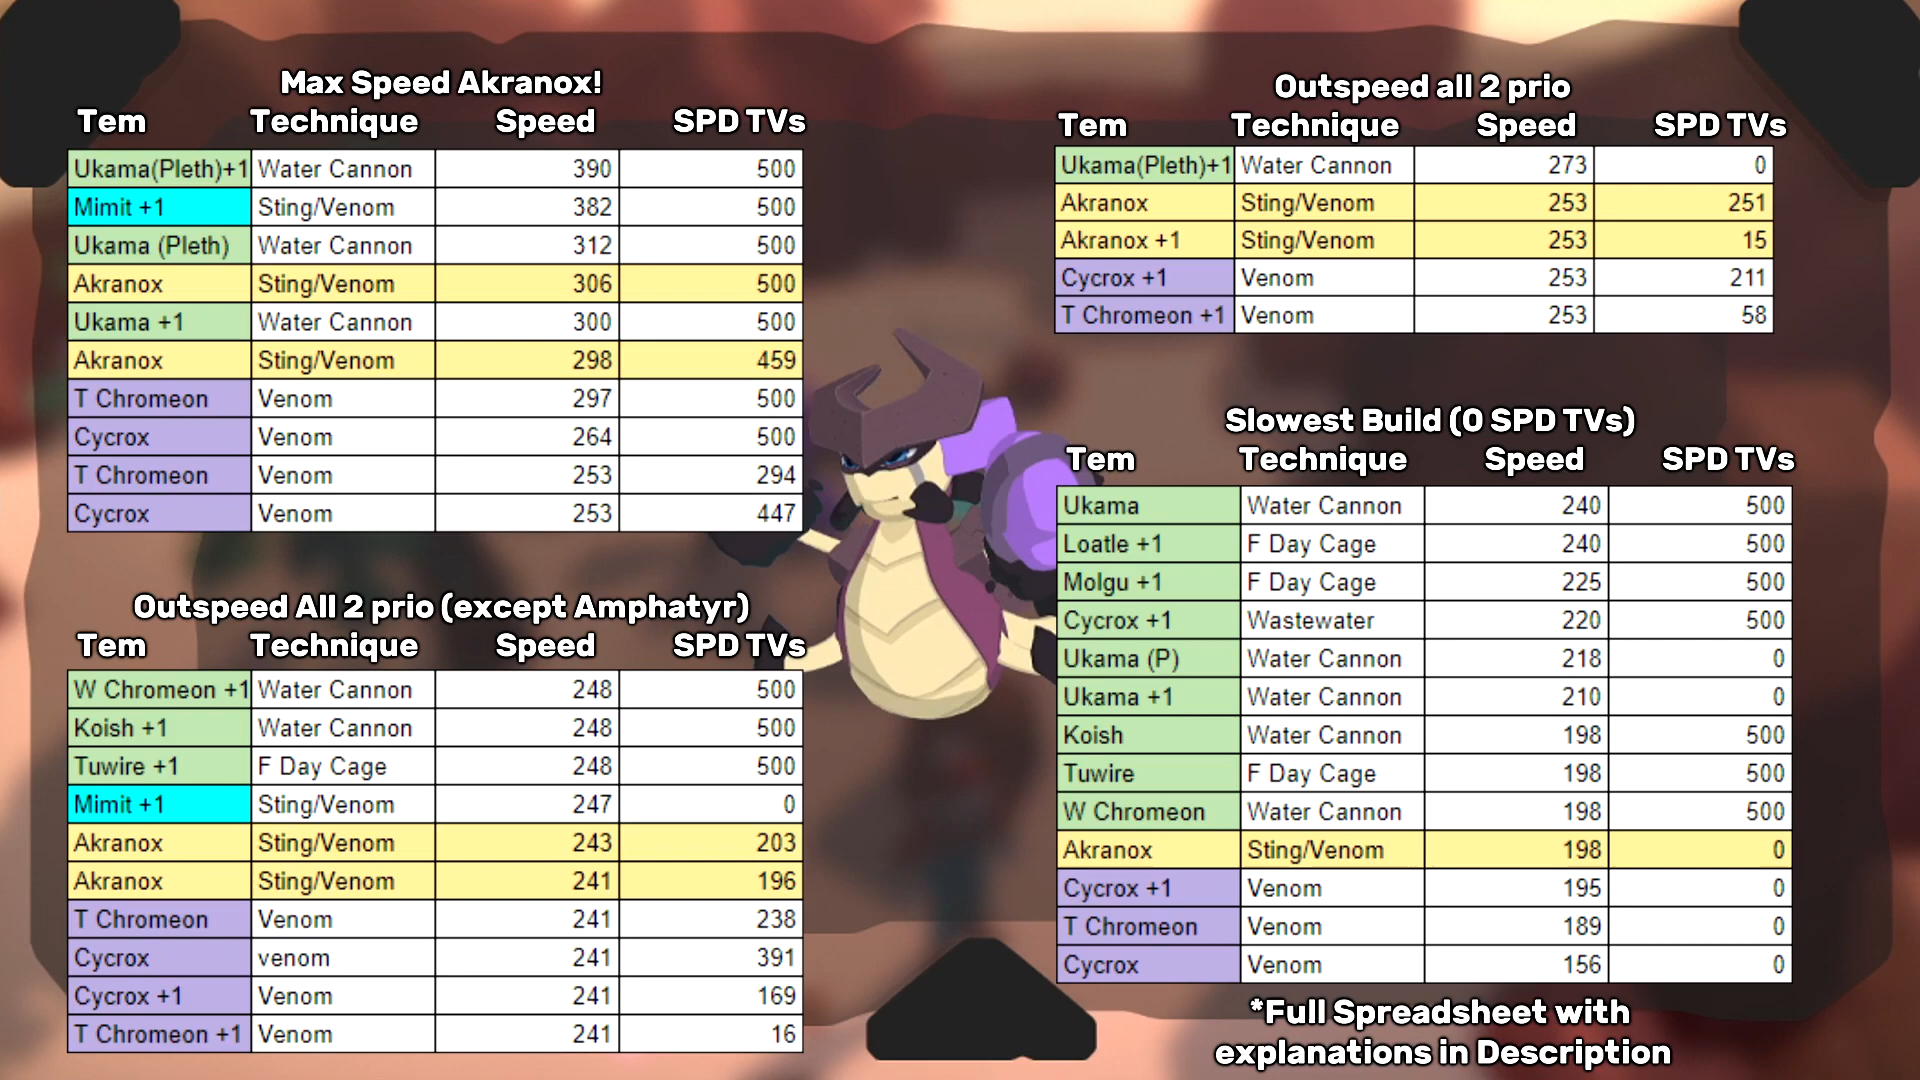 Max Speed Akranox!
Tem Technique Speed SPD TVs
Ukama(Pleth)+1 Water Cannon 390 500
Mimit +1 Sting/Venom 382 500
Ukama (Pleth) Water Cannon 312 500
Akranox Sting/Venom 306 500
Ukama +1 Water Cannon 300 500
Akranox Sting/Venom 298 459
T Chromeon Venom 297 500
Cycrox Venom 264 500
T Chromeon Venom 253 294
Cycrox Venom 253 447
Outspeed All 2 prio (except Amphatyr)
Tem Technique Speed SPD TVs
W Chromeon +1 Water Cannon 248 500
Koish +1 Water Cannon 248 500
Tuwire +1 F Day Cage 248 500
Mimit +1 Sting/Venom 247 0
Akranox Sting/Venom 243 203
Akranox Sting/Venom 241 196
T Chromeon Venom 241 238
Cycrox venom 241 391
Cycrox +1 Venom 241 169
T Chromeon +1 Venom 241 16
Outspeed all 2 prio
Tem Technique Speed SPD TVs
Ukama(Pleth)+1 Water Cannon 273 0
Akranox Sting/Venom 253 251
Akranox +1 Sting/Venom 253 15
Cycrox +1 Venom 253 211
T Chromeon +1 Venom 253 58
Slowest Build (0 SPD TVs)
Tem Technique Speed SPD TVs
Ukama Water Cannon 240 500
Loatle +1 F Day Cage 240 500
Molgu +1 F Day Cage 225 500
Cycrox +1 Wastewater 220 500
Ukama (P) Water Cannon 218 0
Ukama +1 Water Cannon 210 0
Koish Water Cannon 198 500
Tuwire F Day Cage 198 500
W Chromeon Water Cannon 198 500
Akranox Sting/Venom 198 0
Cycrox +1 Venom 195 0
T Chromeon Venom 189 0
Cycrox Venom 156 0
*Full Spreadsheet with
explanations in Description